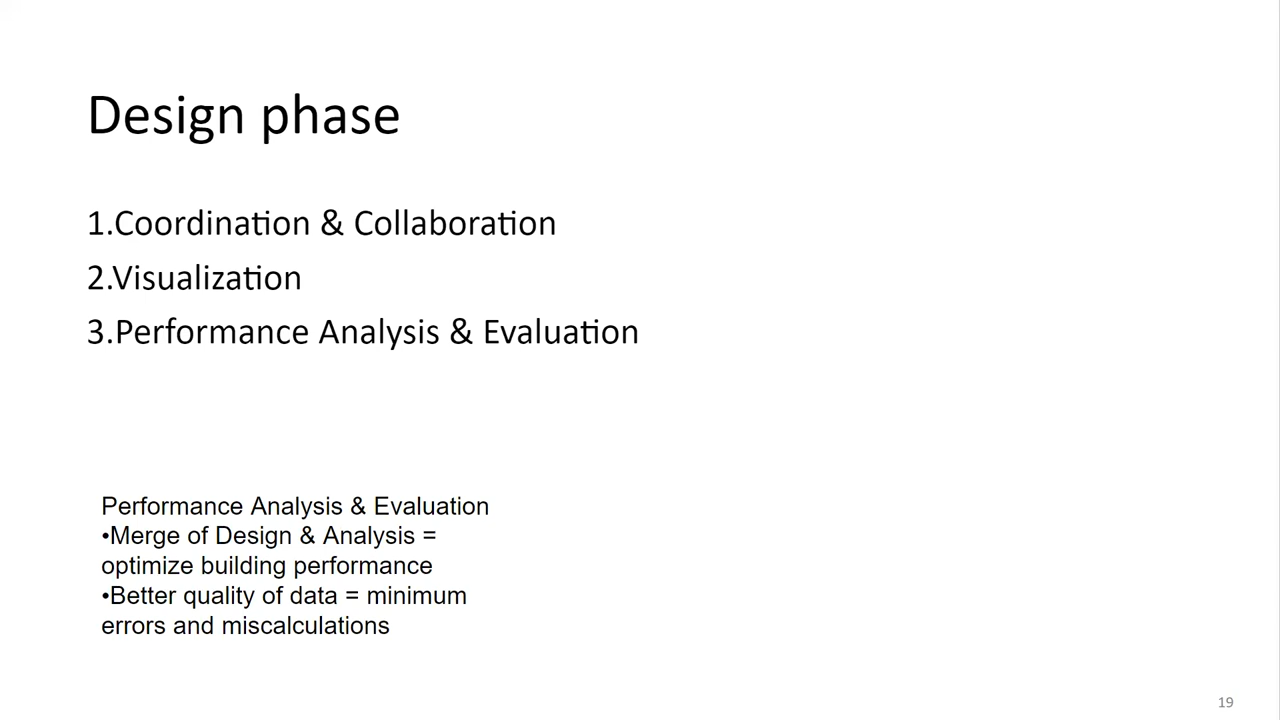 Design phase
1.Coordination & Collaboration
2.Visualization
3.Performance Analysis & Evaluation
Performance Analysis & Evaluation
•Merge of Design & Analysis =
optimize building performance
•Better quality of data = minimum
errors and miscalculations
19